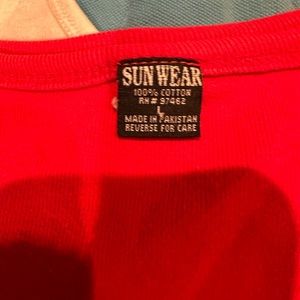 SUN WEAR
100% COTTON
RN# 97462
L
MADE IN PAKISTAN
REVERSE FOR CARE